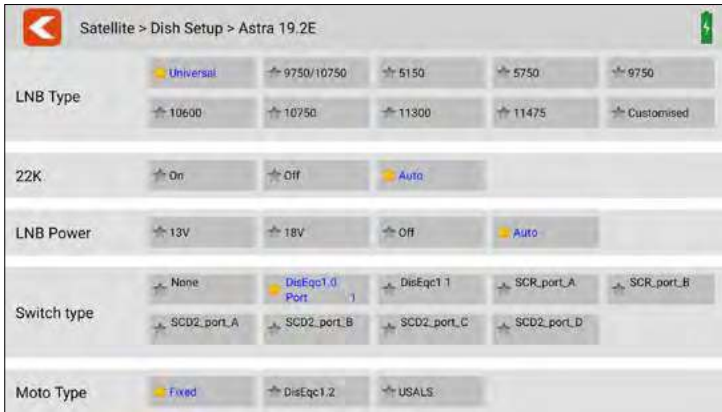 Satellite > Dish Setup > Astra 19.2E
LNB Type
Universal 9750/10750 5150 5750 9750
10600 10750 11300 11475 Customised
22K
On Off Auto
LNB Power
13V 18V Off Auto
Switch type
None DisEqc1.0 DisEqc1 1 SCR_port_A SCR_port_B
Port 1
SCD2_port_A SCD2_port_B SCD2_port_C SCD2_port_D
Moto Type
Fixed DisEqc1.2 USALS